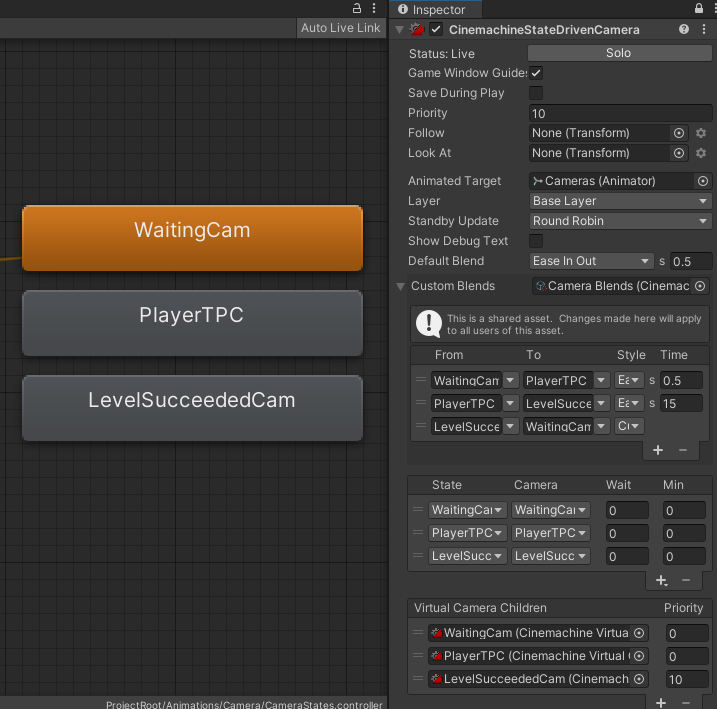 Inspector
Auto Live Link
CinemachineStateDrivenCamera
Status: Live
Solo
Game Window Guides
Save During Play
Priority
10
Follow
None (Transform)
Look At
None (Transform)
Animated Target
Cameras (Animator)
Layer
Base Layer
Standby Update
Round Robin
Show Debug Text
Default Blend
Ease In Out
s 0.5
Custom Blends
Camera Blends (Cinemac
This is a shared asset. Changes made here will apply
to all users of this asset.
From To Style Time
WaitingCam PlayerTPC Ea s 0.5
PlayerTPC LevelSucce Ea s 15
LevelSucce WaitingCam Cu
+ −
State Camera Wait Min
WaitingCam WaitingCam 0 0
PlayerTPC PlayerTPC 0 0
LevelSucc LevelSucc 0 0
+ −
Virtual Camera Children Priority
WaitingCam (Cinemachine Virtua 0
PlayerTPC (Cinemachine Virtual 0
LevelSucceededCam (Cinemach 10
+ −
WaitingCam
PlayerTPC
LevelSucceededCam
ProjectRoot/Animations/Camera/CameraStates.controller